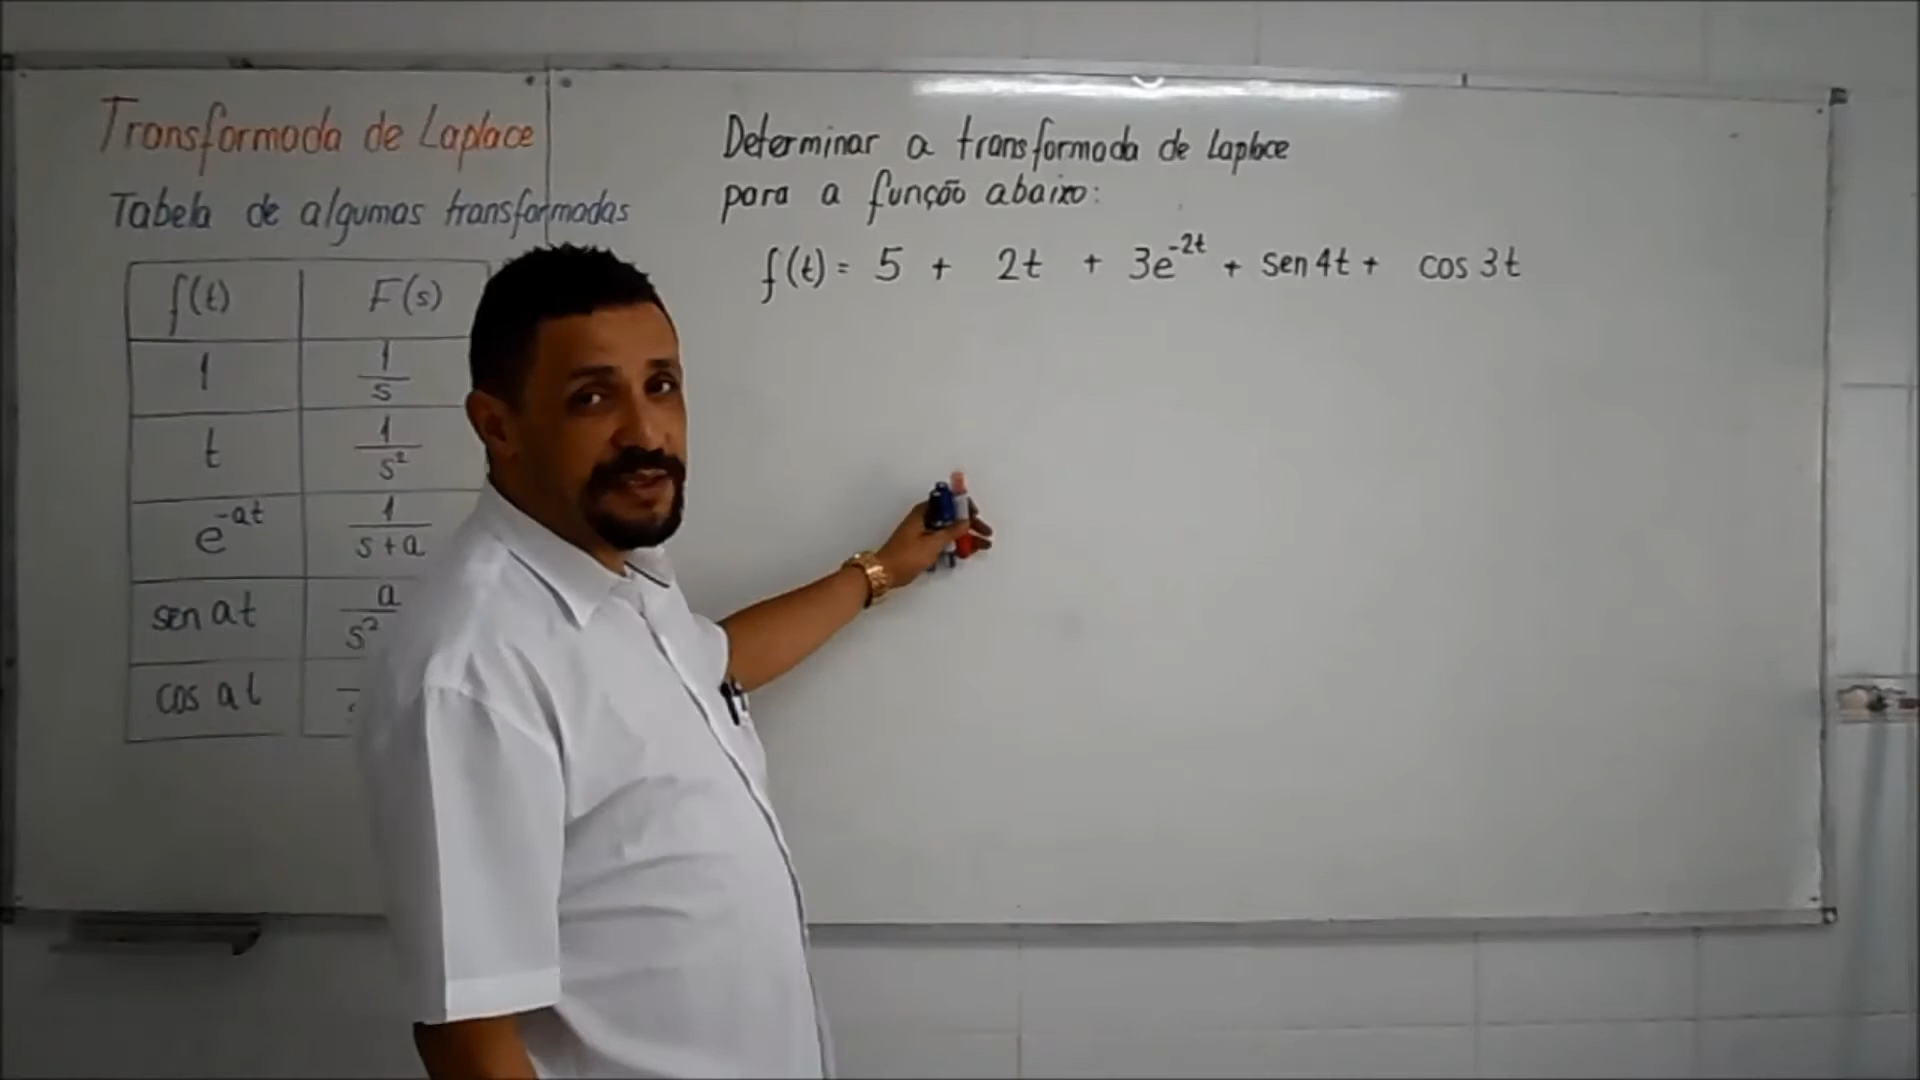 Transformada de Laplace
Tabela de algumas transformadas
f(t) F(s)
1 1/s
t 1/s²
e^-at 1/(s+a)
sen at a/s²
cos at
Determinar a transformada de Laplace
para a função abaixo:
f(t) = 5 + 2t + 3e^-2t + sen 4t + cos 3t